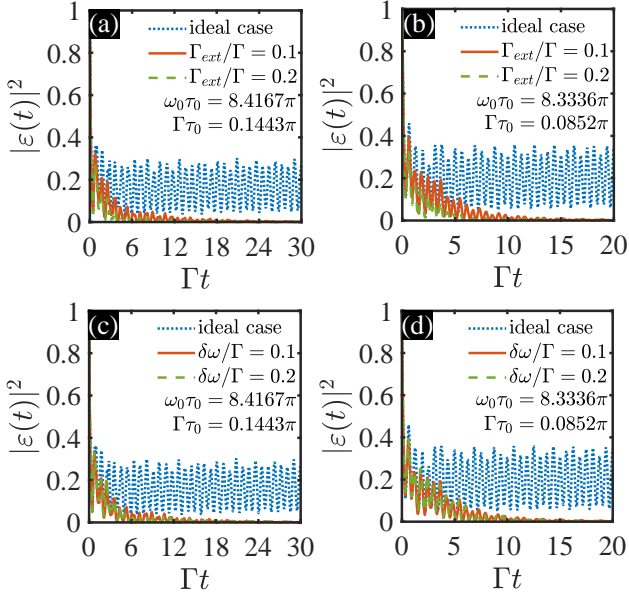 (a)
ideal case
Γ_ext/Γ = 0.1
Γ_ext/Γ = 0.2
ω₀τ₀ = 8.4167π
Γτ₀ = 0.1443π
|ε(t)|²
1
0.8
0.6
0.4
0.2
0
0 6 12 18 24 30
Γt
(b)
ideal case
Γ_ext/Γ = 0.1
Γ_ext/Γ = 0.2
ω₀τ₀ = 8.3336π
Γτ₀ = 0.0852π
|ε(t)|²
1
0.8
0.6
0.4
0.2
0
0 5 10 15 20
Γt
(c)
ideal case
δω/Γ = 0.1
δω/Γ = 0.2
ω₀τ₀ = 8.4167π
Γτ₀ = 0.1443π
|ε(t)|²
1
0.8
0.6
0.4
0.2
0
0 6 12 18 24 30
Γt
(d)
ideal case
δω/Γ = 0.1
δω/Γ = 0.2
ω₀τ₀ = 8.3336π
Γτ₀ = 0.0852π
|ε(t)|²
1
0.8
0.6
0.4
0.2
0
0 5 10 15 20
Γt